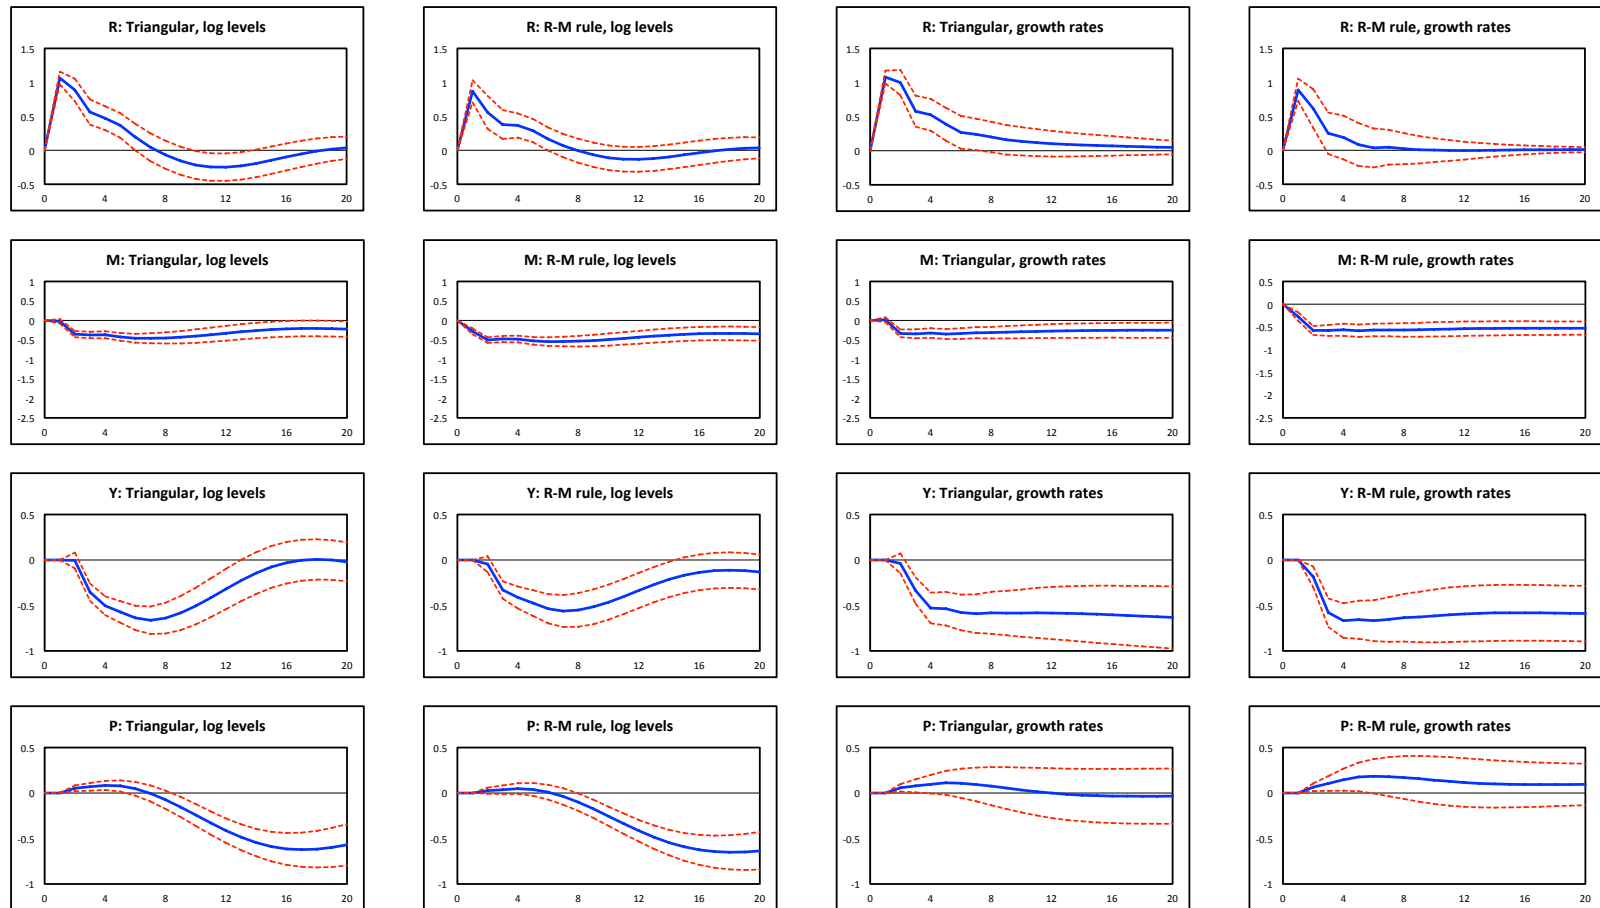 R: Triangular, log levels
1.5
1
0.5
0
-0.5
0 4 8 12 16 20
R: R-M rule, log levels
1.5
1
0.5
0
-0.5
0 4 8 12 16 20
R: Triangular, growth rates
1.5
1
0.5
0
-0.5
0 4 8 12 16 20
R: R-M rule, growth rates
1.5
1
0.5
0
-0.5
0 4 8 12 16 20
M: Triangular, log levels
1
0.5
0
-0.5
-1
-1.5
-2
-2.5
0 4 8 12 16 20
M: R-M rule, log levels
1
0.5
0
-0.5
-1
-1.5
-2
-2.5
0 4 8 12 16 20
M: Triangular, growth rates
1
0.5
0
-0.5
-1
-1.5
-2
-2.5
0 4 8 12 16 20
M: R-M rule, growth rates
0.5
0
-0.5
-1
-1.5
-2
-2.5
0 4 8 12 16 20
Y: Triangular, log levels
0.5
0
-0.5
-1
0 4 8 12 16 20
Y: R-M rule, log levels
0.5
0
-0.5
-1
0 4 8 12 16 20
Y: Triangular, growth rates
0.5
0
-0.5
-1
0 4 8 12 16 20
Y: R-M rule, growth rates
0.5
0
-0.5
-1
0 4 8 12 16 20
P: Triangular, log levels
0.5
0
-0.5
-1
0 4 8 12 16 20
P: R-M rule, log levels
0.5
0
-0.5
-1
0 4 8 12 16 20
P: Triangular, growth rates
0.5
0
-0.5
-1
0 4 8 12 16 20
P: R-M rule, growth rates
0.5
0
-0.5
-1
0 4 8 12 16 20